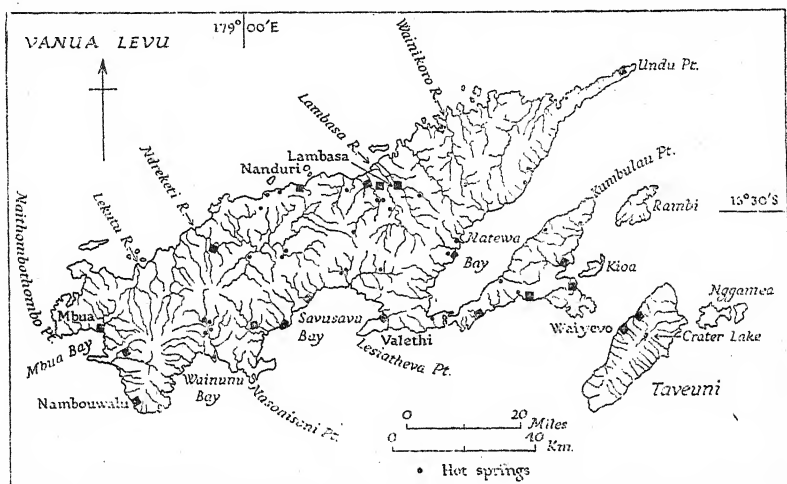 179° 00'E
VANUA LEVU
Wainikoro R.
Undu Pt.
Lambasa R.
Lambasa
Nanduri
Ndreketi R.
Kumbulau Pt.
Rambi
16°30'S
Lekutu R.
Naithombothombo Pt.
Natewa
Bay
Kioa
Nggamea
Mbua
Savusavu
Bay
Mbua Bay
Valethi
Waiyevo
Lesiatheva Pt.
Crater Lake
Wainunu
Bay
Nasonisoni Pt.
Nambouwalu
Taveuni
0 20
Miles
0 40
Km.
• Hot springs